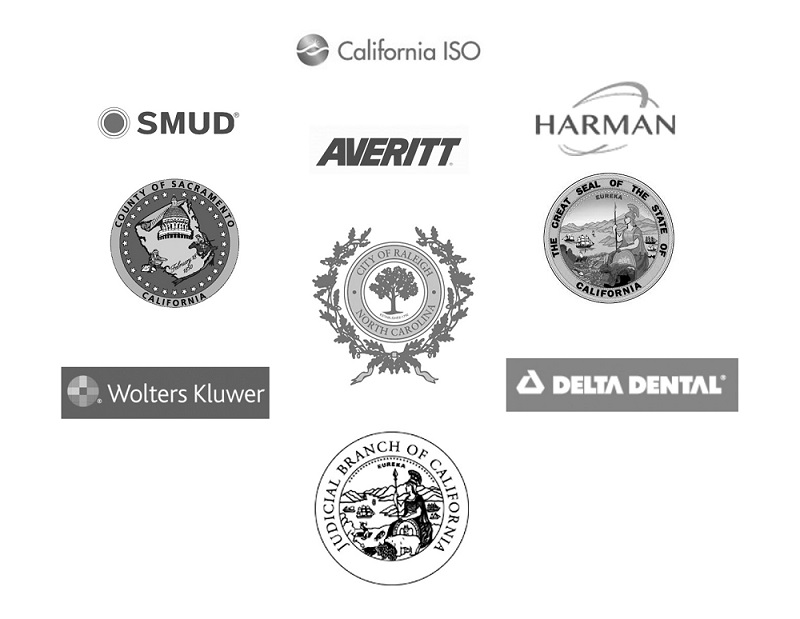 California ISO
SMUD®
HARMAN
AVERITT
COUNTY OF SACRAMENTO
CALIFORNIA
THE GREAT SEAL OF THE STATE OF
EUREKA
CALIFORNIA
CITY OF RALEIGH
NORTH CAROLINA
Wolters Kluwer
DELTA DENTAL®
JUDICIAL BRANCH OF CALIFORNIA
EUREKA